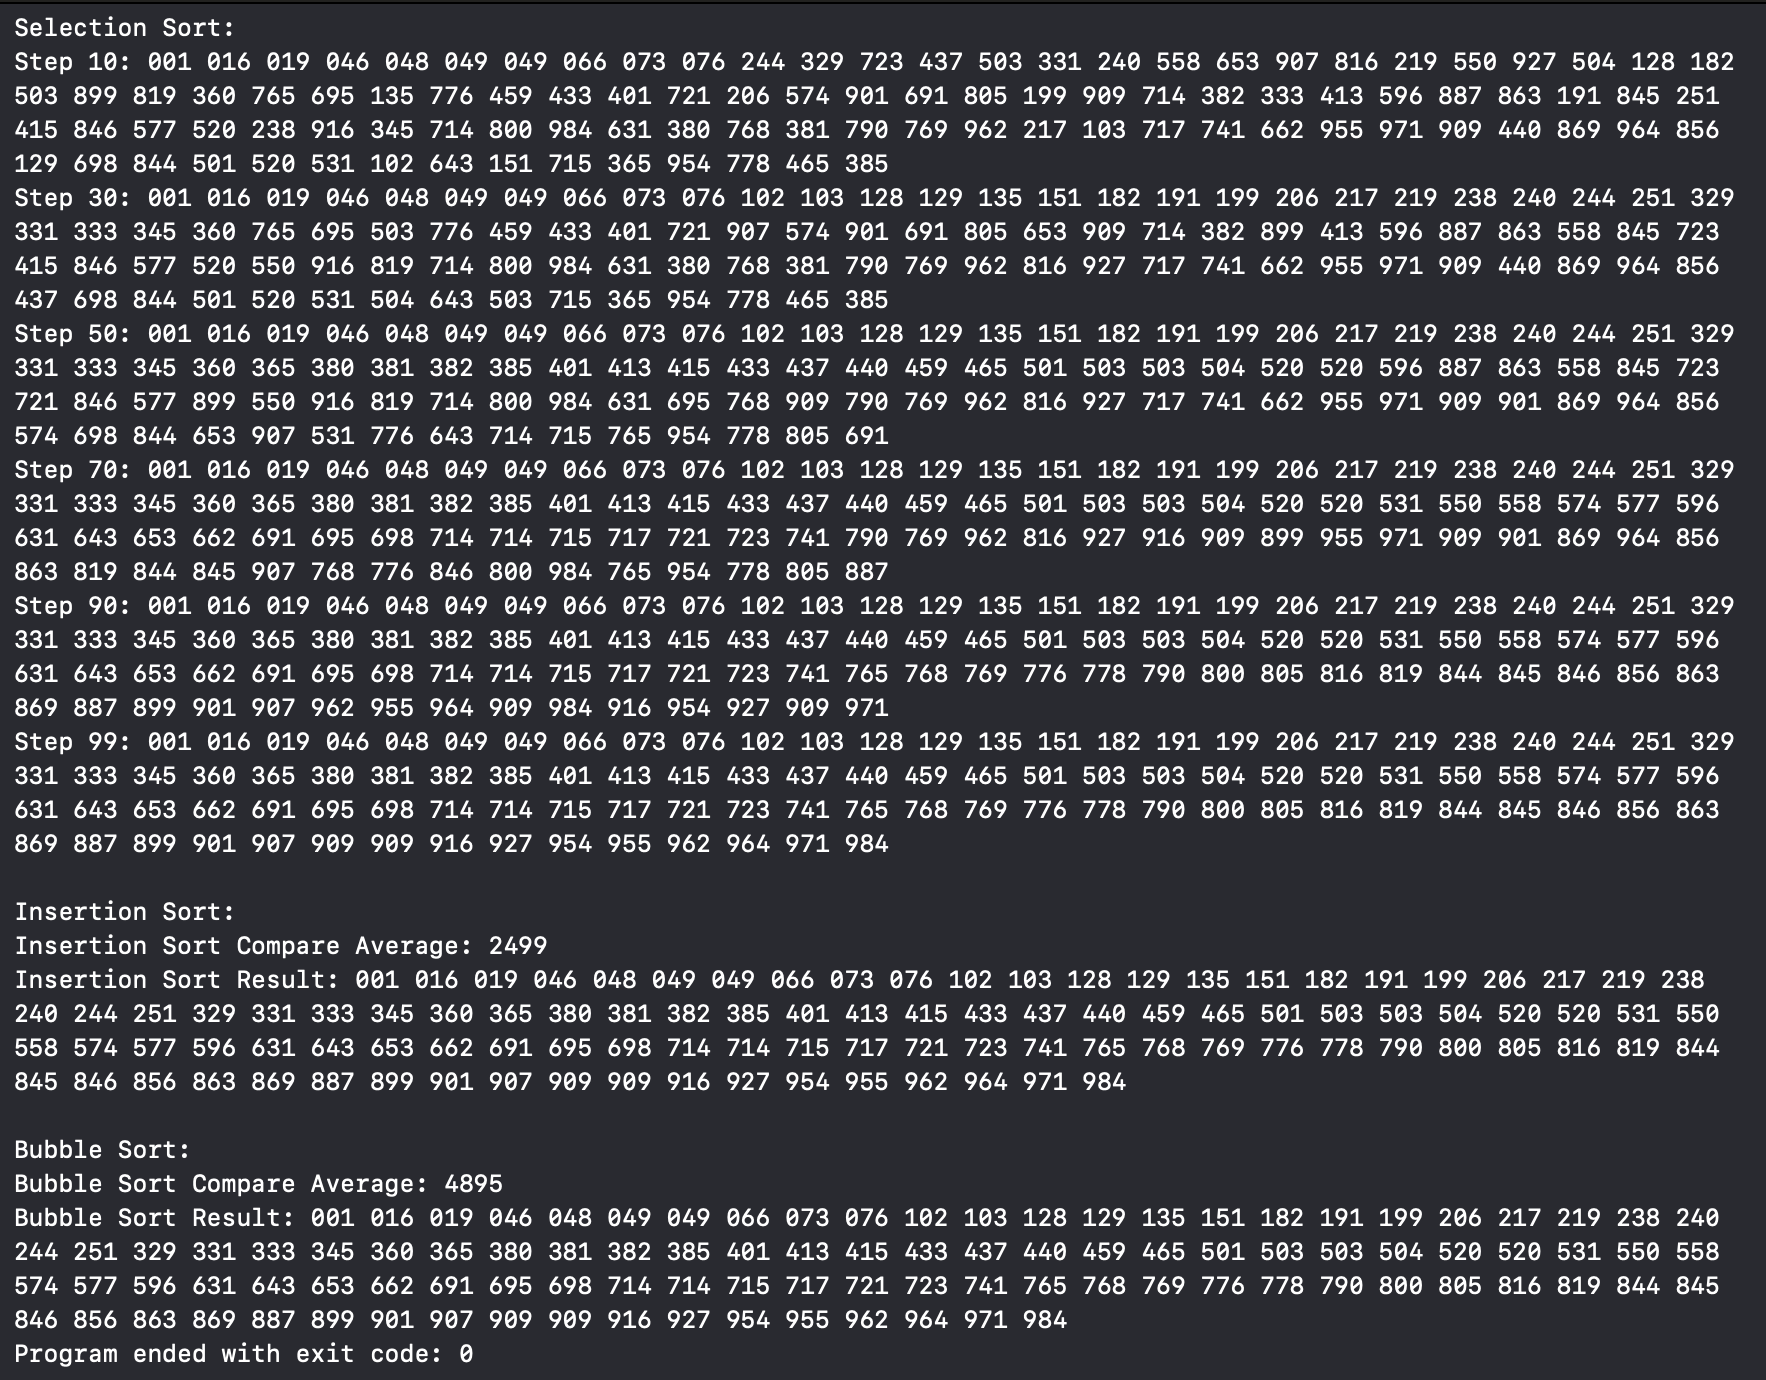 Selection Sort:
Step 10: 001 016 019 046 048 049 049 066 073 076 244 329 723 437 503 331 240 558 653 907 816 219 550 927 504 128 182
503 899 819 360 765 695 135 776 459 433 401 721 206 574 901 691 805 199 909 714 382 333 413 596 887 863 191 845 251
415 846 577 520 238 916 345 714 800 984 631 380 768 381 790 769 962 217 103 717 741 662 955 971 909 440 869 964 856
129 698 844 501 520 531 102 643 151 715 365 954 778 465 385
Step 30: 001 016 019 046 048 049 049 066 073 076 102 103 128 129 135 151 182 191 199 206 217 219 238 240 244 251 329
331 333 345 360 765 695 503 776 459 433 401 721 907 574 901 691 805 653 909 714 382 899 413 596 887 863 558 845 723
415 846 577 520 550 916 819 714 800 984 631 380 768 381 790 769 962 816 927 717 741 662 955 971 909 440 869 964 856
437 698 844 501 520 531 504 643 503 715 365 954 778 465 385
Step 50: 001 016 019 046 048 049 049 066 073 076 102 103 128 129 135 151 182 191 199 206 217 219 238 240 244 251 329
331 333 345 360 365 380 381 382 385 401 413 415 433 437 440 459 465 501 503 503 504 520 520 596 887 863 558 845 723
721 846 577 899 550 916 819 714 800 984 631 695 768 909 790 769 962 816 927 717 741 662 955 971 909 901 869 964 856
574 698 844 653 907 531 776 643 714 715 765 954 778 805 691
Step 70: 001 016 019 046 048 049 049 066 073 076 102 103 128 129 135 151 182 191 199 206 217 219 238 240 244 251 329
331 333 345 360 365 380 381 382 385 401 413 415 433 437 440 459 465 501 503 503 504 520 520 531 550 558 574 577 596
631 643 653 662 691 695 698 714 714 715 717 721 723 741 790 769 962 816 927 916 909 899 955 971 909 901 869 964 856
863 819 844 845 907 768 776 846 800 984 765 954 778 805 887
Step 90: 001 016 019 046 048 049 049 066 073 076 102 103 128 129 135 151 182 191 199 206 217 219 238 240 244 251 329
331 333 345 360 365 380 381 382 385 401 413 415 433 437 440 459 465 501 503 503 504 520 520 531 550 558 574 577 596
631 643 653 662 691 695 698 714 714 715 717 721 723 741 765 768 769 776 778 790 800 805 816 819 844 845 846 856 863
869 887 899 901 907 962 955 964 909 984 916 954 927 909 971
Step 99: 001 016 019 046 048 049 049 066 073 076 102 103 128 129 135 151 182 191 199 206 217 219 238 240 244 251 329
331 333 345 360 365 380 381 382 385 401 413 415 433 437 440 459 465 501 503 503 504 520 520 531 550 558 574 577 596
631 643 653 662 691 695 698 714 714 715 717 721 723 741 765 768 769 776 778 790 800 805 816 819 844 845 846 856 863
869 887 899 901 907 909 909 916 927 954 955 962 964 971 984

Insertion Sort:
Insertion Sort Compare Average: 2499
Insertion Sort Result: 001 016 019 046 048 049 049 066 073 076 102 103 128 129 135 151 182 191 199 206 217 219 238
240 244 251 329 331 333 345 360 365 380 381 382 385 401 413 415 433 437 440 459 465 501 503 503 504 520 520 531 550
558 574 577 596 631 643 653 662 691 695 698 714 714 715 717 721 723 741 765 768 769 776 778 790 800 805 816 819 844
845 846 856 863 869 887 899 901 907 909 909 916 927 954 955 962 964 971 984

Bubble Sort:
Bubble Sort Compare Average: 4895
Bubble Sort Result: 001 016 019 046 048 049 049 066 073 076 102 103 128 129 135 151 182 191 199 206 217 219 238 240
244 251 329 331 333 345 360 365 380 381 382 385 401 413 415 433 437 440 459 465 501 503 503 504 520 520 531 550 558
574 577 596 631 643 653 662 691 695 698 714 714 715 717 721 723 741 765 768 769 776 778 790 800 805 816 819 844 845
846 856 863 869 887 899 901 907 909 909 916 927 954 955 962 964 971 984
Program ended with exit code: 0